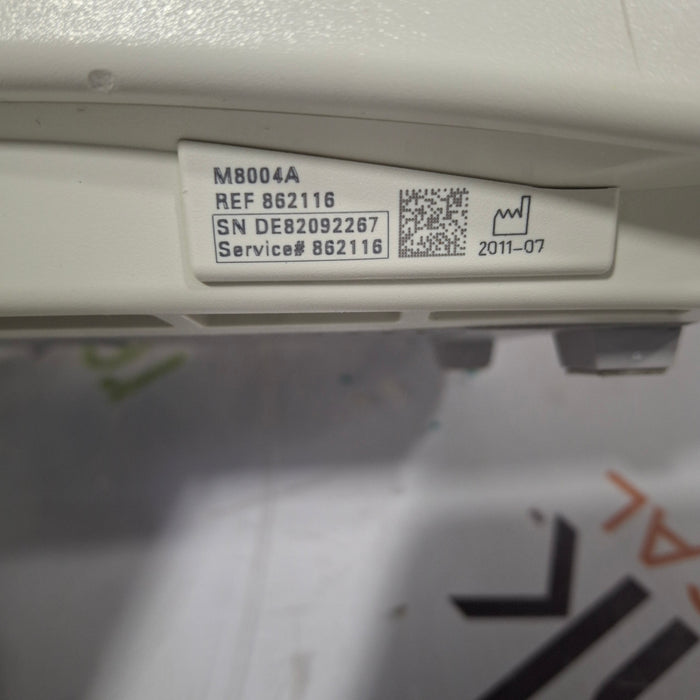 M8004A
REF 862116
SN DE82092267
Service# 862116
2011-07